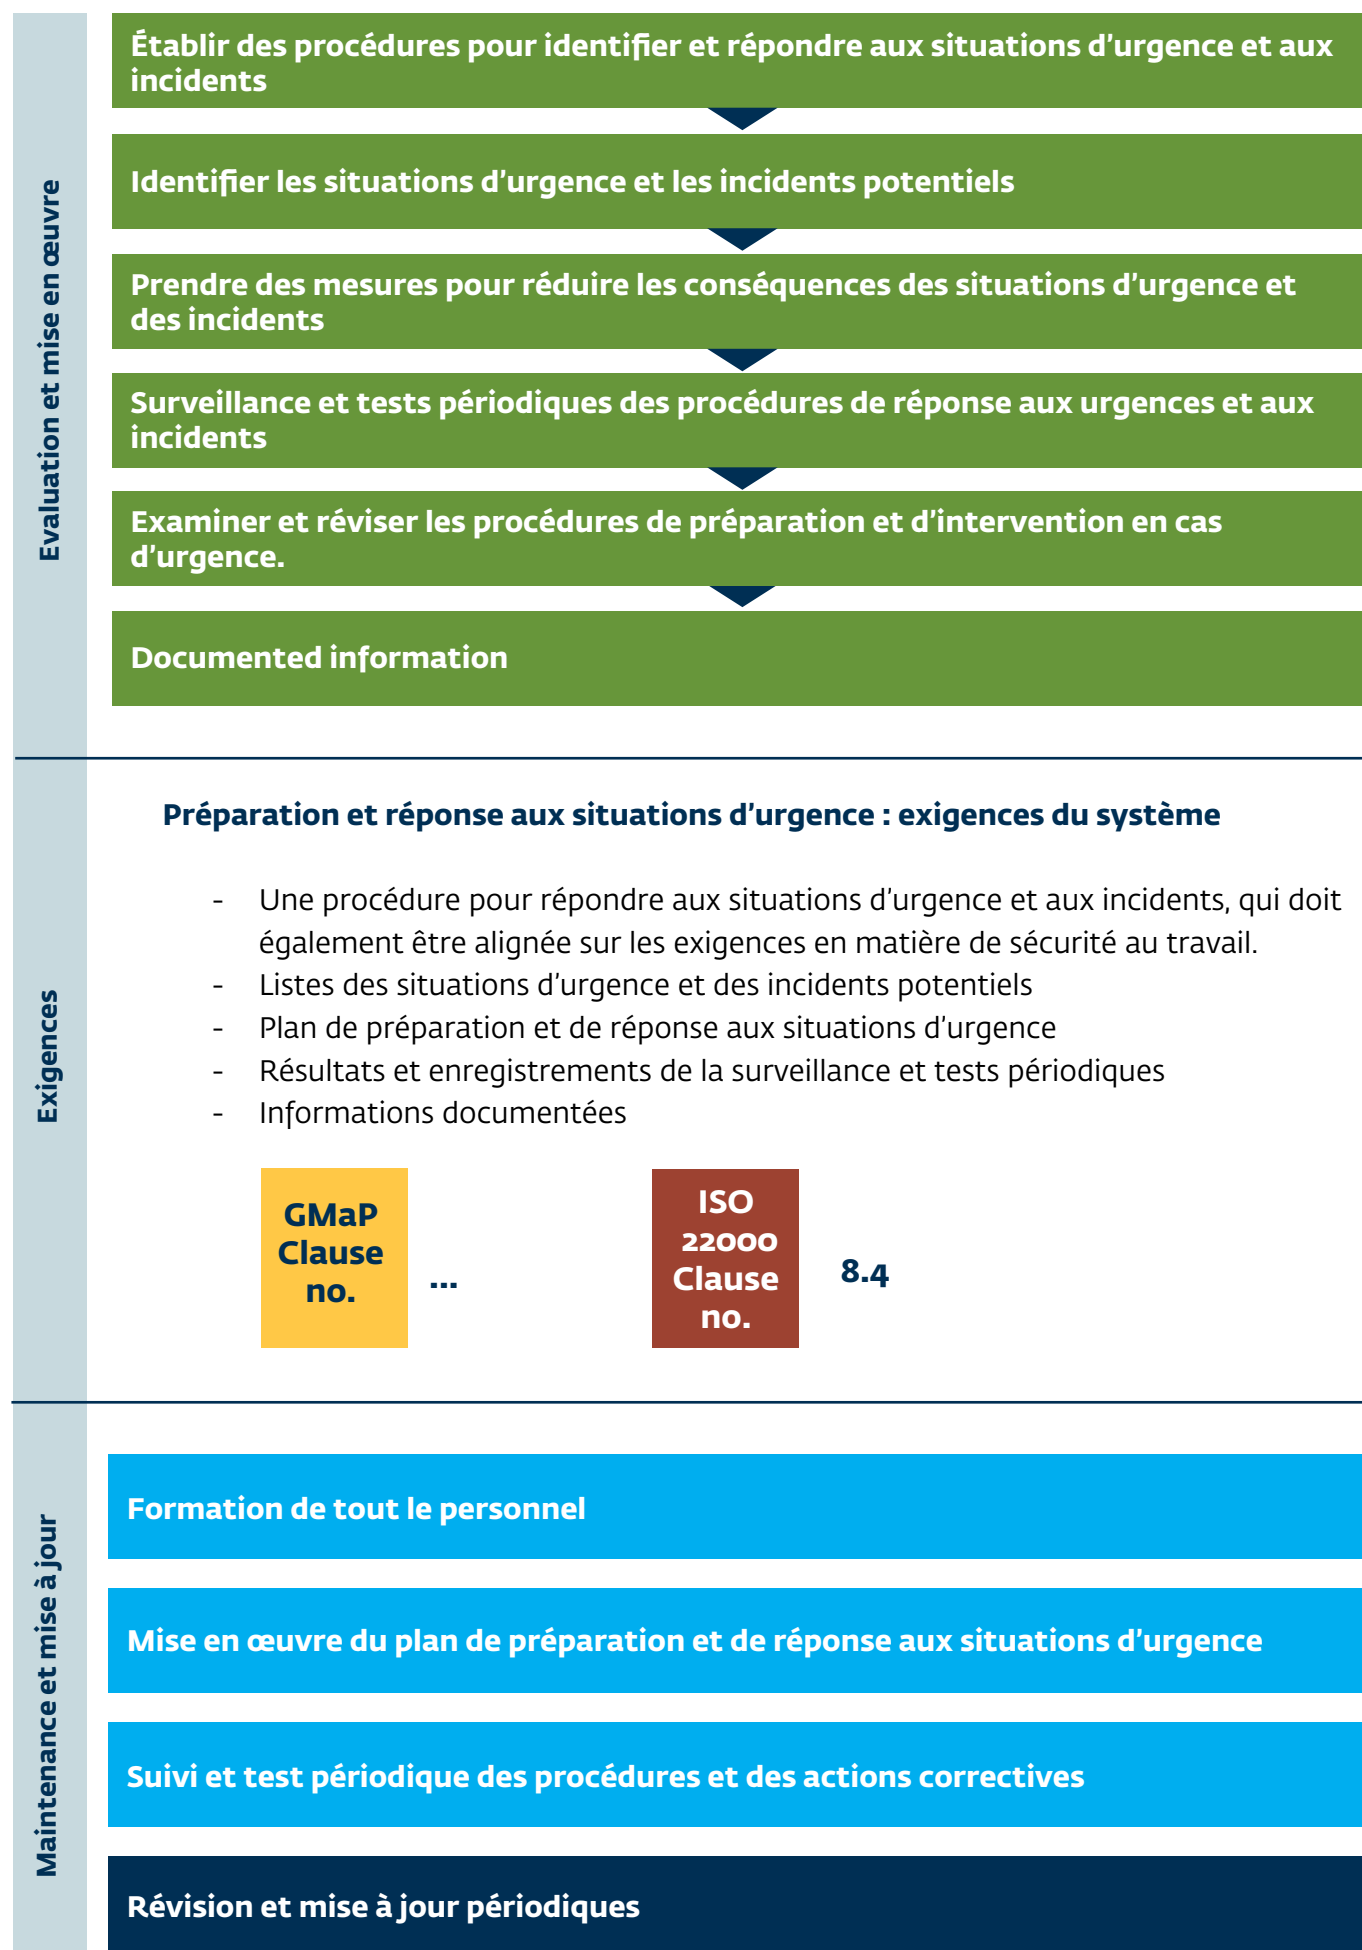 Evaluation et mise en œuvre
Établir des procédures pour identifier et répondre aux situations d’urgence et aux
incidents
Identifier les situations d’urgence et les incidents potentiels
Prendre des mesures pour réduire les conséquences des situations d’urgence et
des incidents
Surveillance et tests périodiques des procédures de réponse aux urgences et aux
incidents
Examiner et réviser les procédures de préparation et d’intervention en cas
d’urgence.
Documented information
Exigences
Préparation et réponse aux situations d’urgence : exigences du système
- Une procédure pour répondre aux situations d’urgence et aux incidents, qui doit
également être alignée sur les exigences en matière de sécurité au travail.
- Listes des situations d’urgence et des incidents potentiels
- Plan de préparation et de réponse aux situations d’urgence
- Résultats et enregistrements de la surveillance et tests périodiques
- Informations documentées
GMaP
Clause
no.
...
ISO
22000
Clause
no.
8.4
Maintenance et mise à jour
Formation de tout le personnel
Mise en œuvre du plan de préparation et de réponse aux situations d’urgence
Suivi et test périodique des procédures et des actions correctives
Révision et mise à jour périodiques